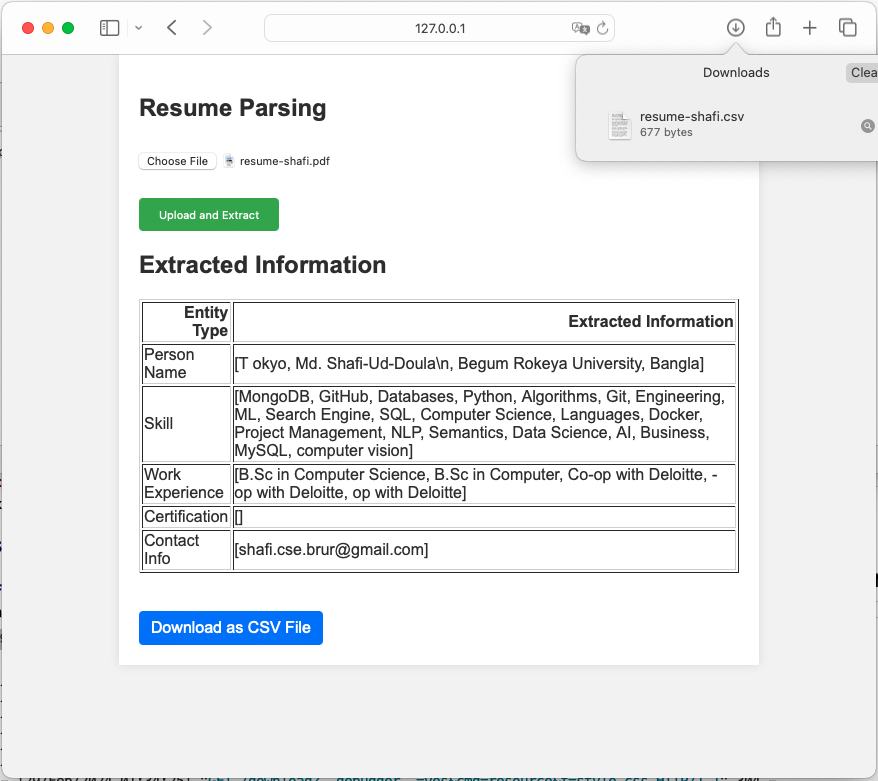 127.0.0.1
Downloads
Clea
resume-shafi.csv
677 bytes
Resume Parsing
Choose File resume-shafi.pdf
Upload and Extract
Extracted Information
Entity Type
Extracted Information
Person Name
[T okyo, Md. Shafi-Ud-Doula\n, Begum Rokeya University, Bangla]
Skill
[MongoDB, GitHub, Databases, Python, Algorithms, Git, Engineering,
ML, Search Engine, SQL, Computer Science, Languages, Docker,
Project Management, NLP, Semantics, Data Science, AI, Business,
MySQL, computer vision]
Work Experience
[B.Sc in Computer Science, B.Sc in Computer, Co-op with Deloitte, -
op with Deloitte, op with Deloitte]
Certification
[]
Contact Info
[shafi.cse.brur@gmail.com]
Download as CSV File